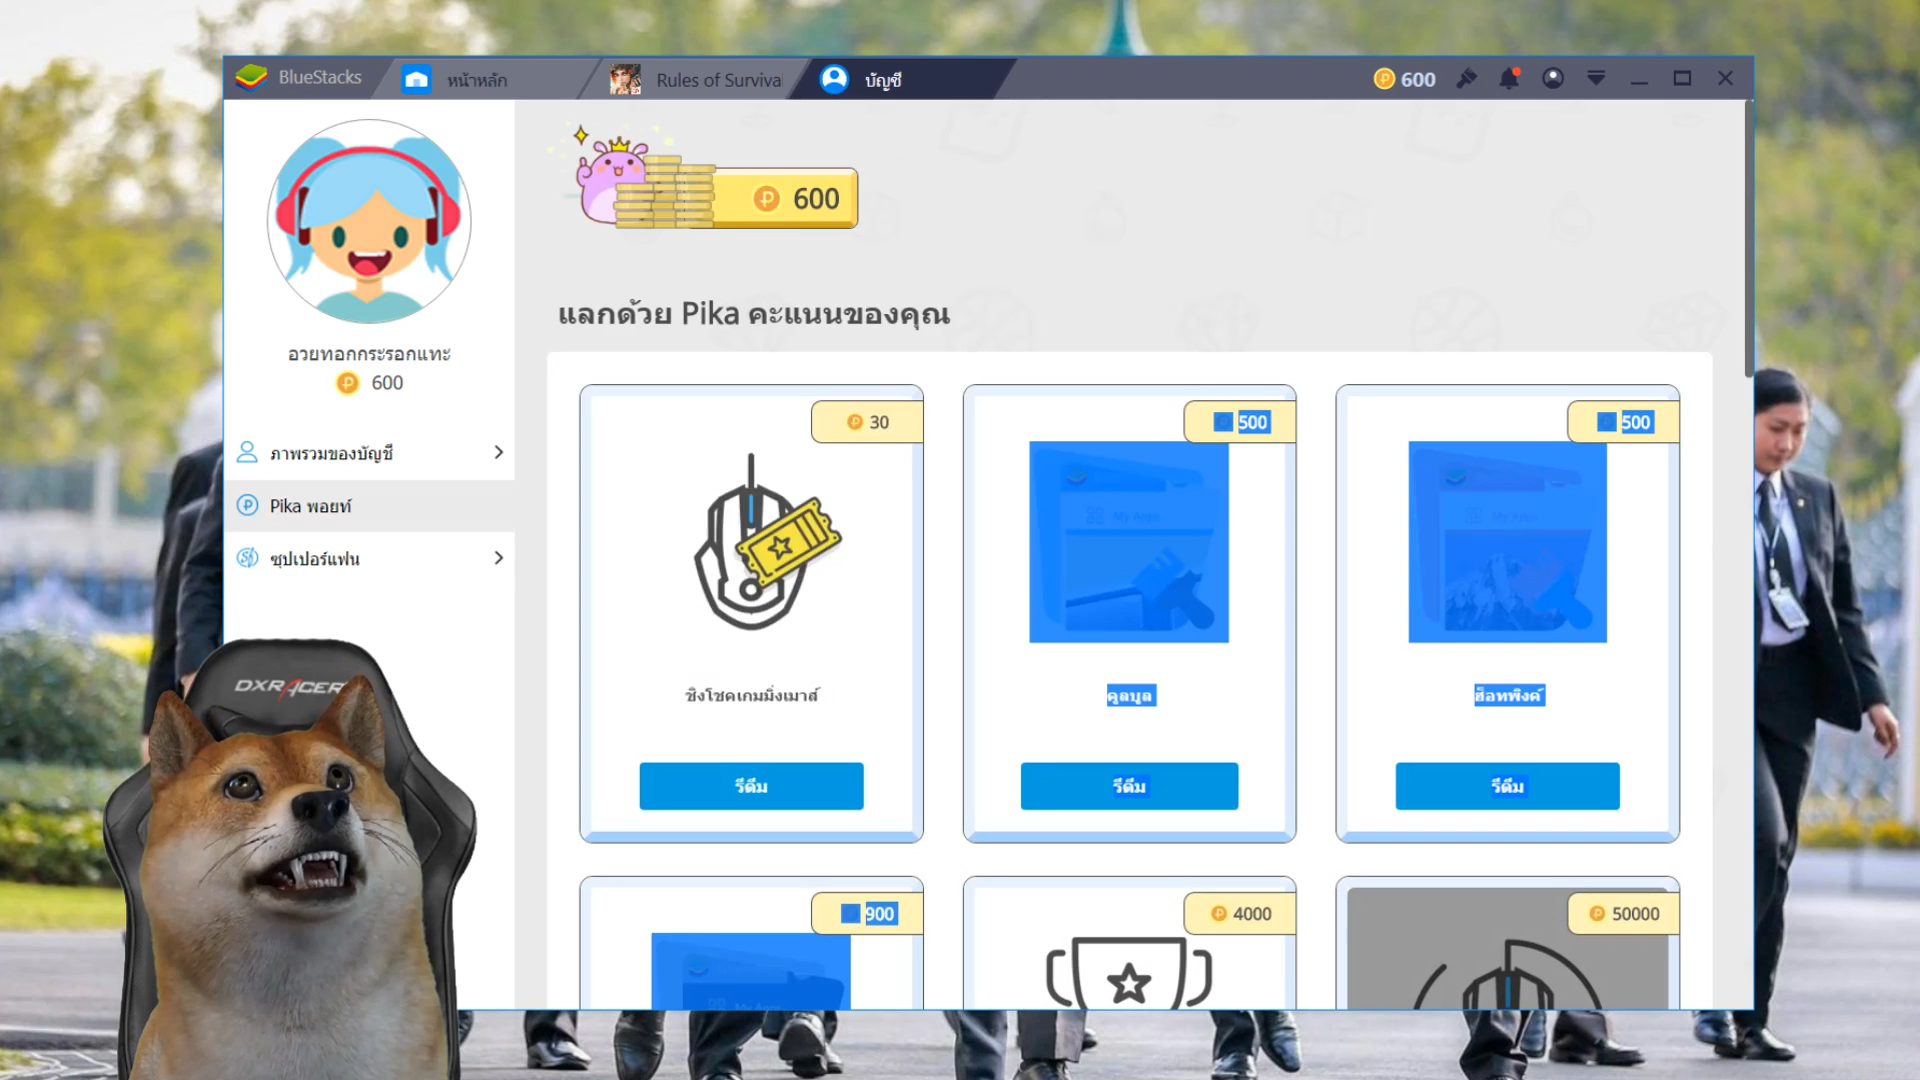 BlueStacks
หน้าหลัก
Rules of Surviva
บัญชี
600
600
แลกด้วย Pika คะแนนของคุณ
อวยทอกกระรอกแทะ
600
ภาพรวมของบัญชี
Pika พอยท์
ซุปเปอร์แฟน
30
ชิงโชคเกมมิ่งเมาส์
รีดีม
500
My Apps
คูลบูล
รีดีม
500
My Apps
ฮ็อทพิงค์
รีดีม
900
My Apps
4000
50000
DXRACER